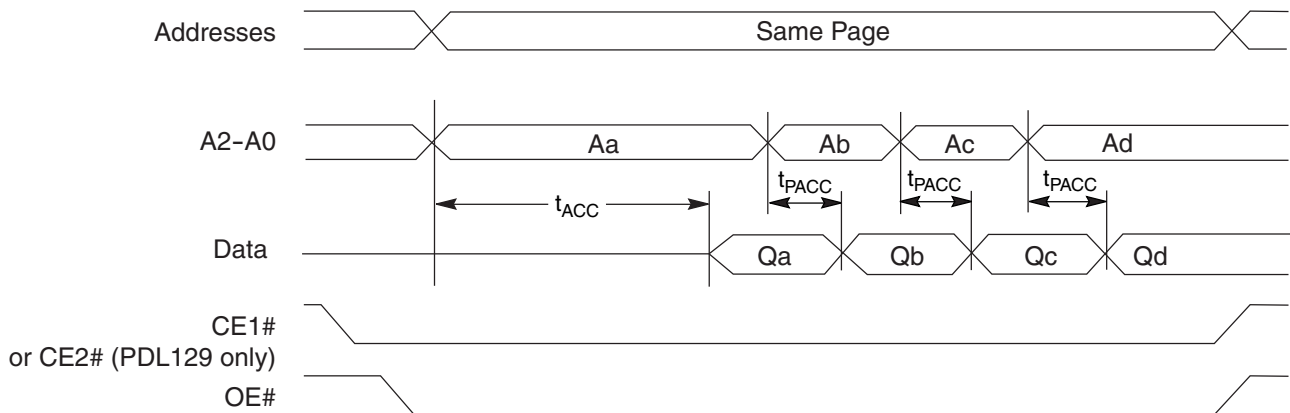 Addresses
Same Page
A2-A0
Aa
Ab
Ac
Ad
tPACC
tPACC
tPACC
tACC
Data
Qa
Qb
Qc
Qd
CE1#
or CE2# (PDL129 only)
OE#